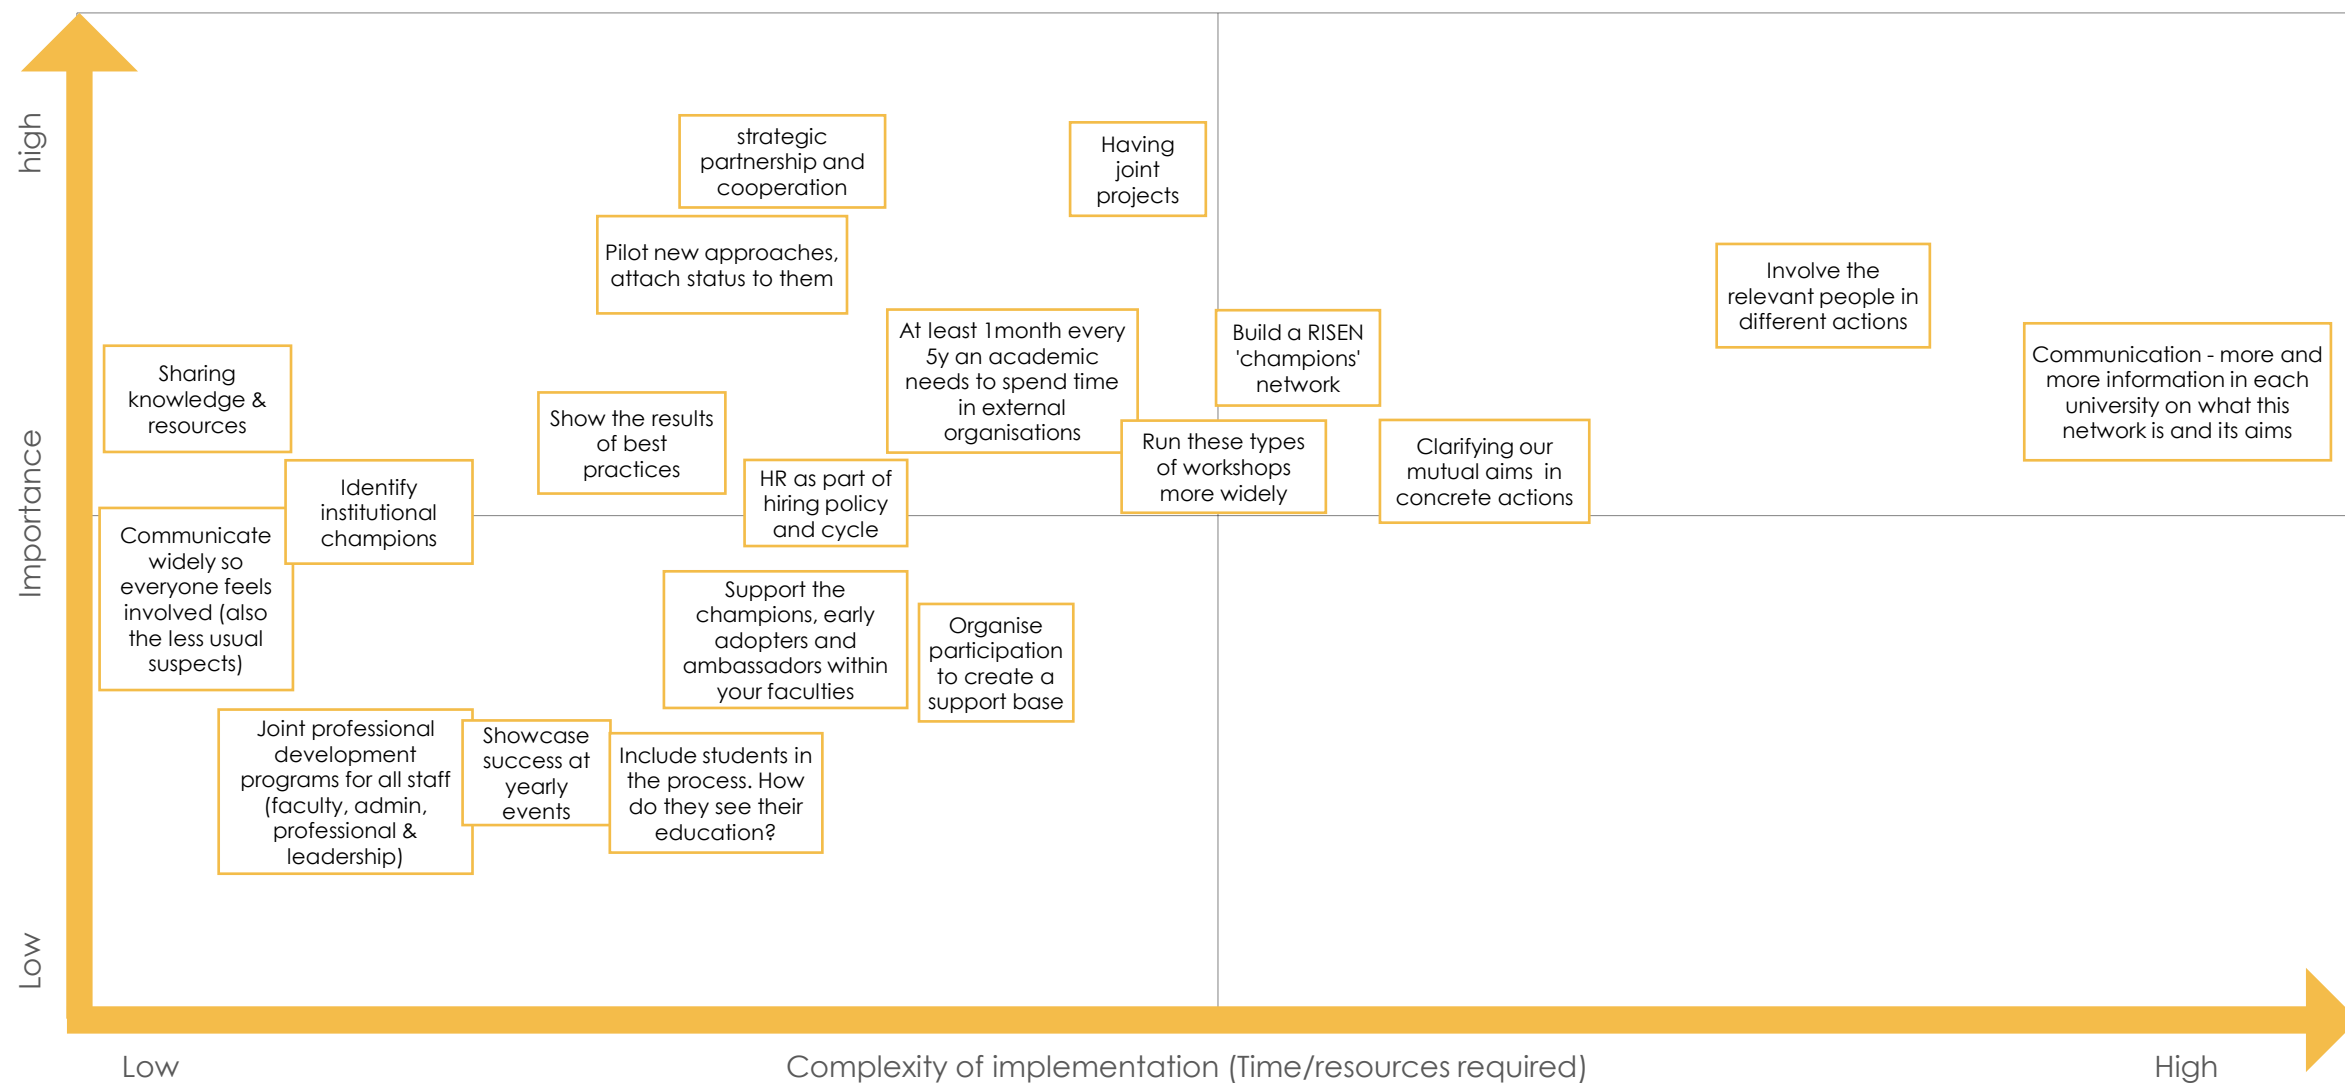 high
Importance
Low
strategic
partnership and
cooperation
Having
joint
projects
Pilot new approaches,
attach status to them
Involve the
relevant people in
different actions
At least 1month every
5y an academic
needs to spend time
in external
organisations
Build a RISEN
'champions'
network
Communication - more and
more information in each
university on what this
network is and its aims
Sharing
knowledge &
resources
Show the results
of best
practices
Run these types
of workshops
more widely
Clarifying our
mutual aims in
concrete actions
Identify
institutional
champions
HR as part of
hiring policy
and cycle
Communicate
widely so
everyone feels
involved (also
the less usual
suspects)
Support the
champions, early
adopters and
ambassadors within
your faculties
Organise
participation
to create a
support base
Joint professional
development
programs for all staff
(faculty, admin,
professional &
leadership)
Showcase
success at
yearly
events
Include students in
the process. How
do they see their
education?
Low
Complexity of implementation (Time/resources required)
High